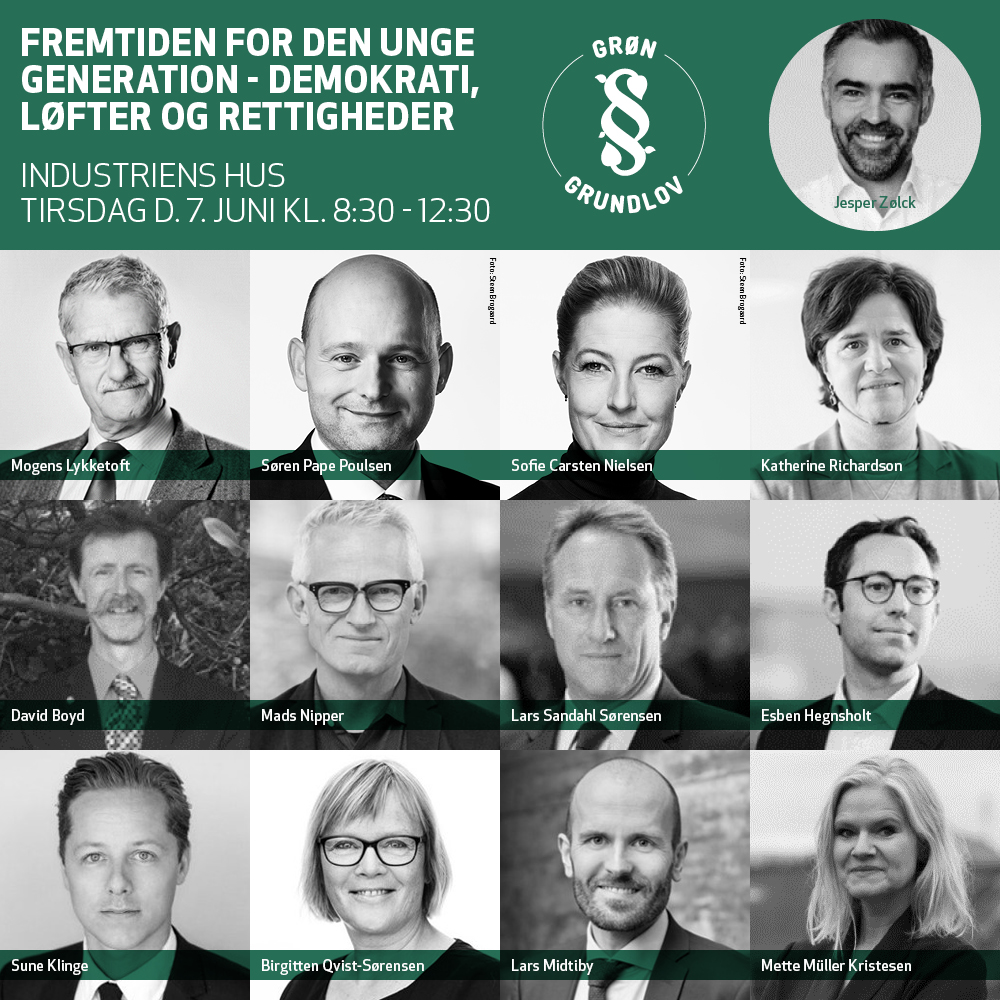 FREMTIDEN FOR DEN UNGE
GENERATION - DEMOKRATI,
LØFTER OG RETTIGHEDER
INDUSTRIENS HUS
TIRSDAG D. 7. JUNI KL. 8:30 - 12:30
GRØN
§
GRUNDLOV
Jesper Zølck
Foto: Steen Brogaard
Foto: Steen Brogaard
Mogens Lykketoft
Søren Pape Poulsen
Sofie Carsten Nielsen
Katherine Richardson
David Boyd
Mads Nipper
Lars Sandahl Sørensen
Esben Hegnsholt
Sune Klinge
Birgitten Qvist-Sørensen
Lars Midtiby
Mette Müller Kristesen